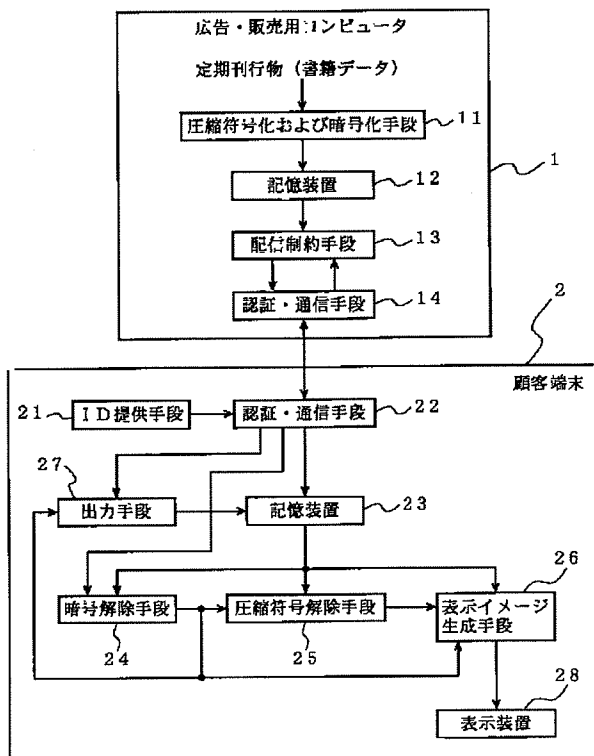 広告・販売用コンピュータ
定期刊行物（書籍データ）
圧縮符号化および暗号化手段
11
記憶装置
12
1
配信制約手段
13
認証・通信手段
14
2
顧客端末
21
ID提供手段
認証・通信手段
22
27
出力手段
記憶装置
23
26
暗号解除手段
圧縮符号解除手段
表示イメージ
生成手段
24
25
28
表示装置